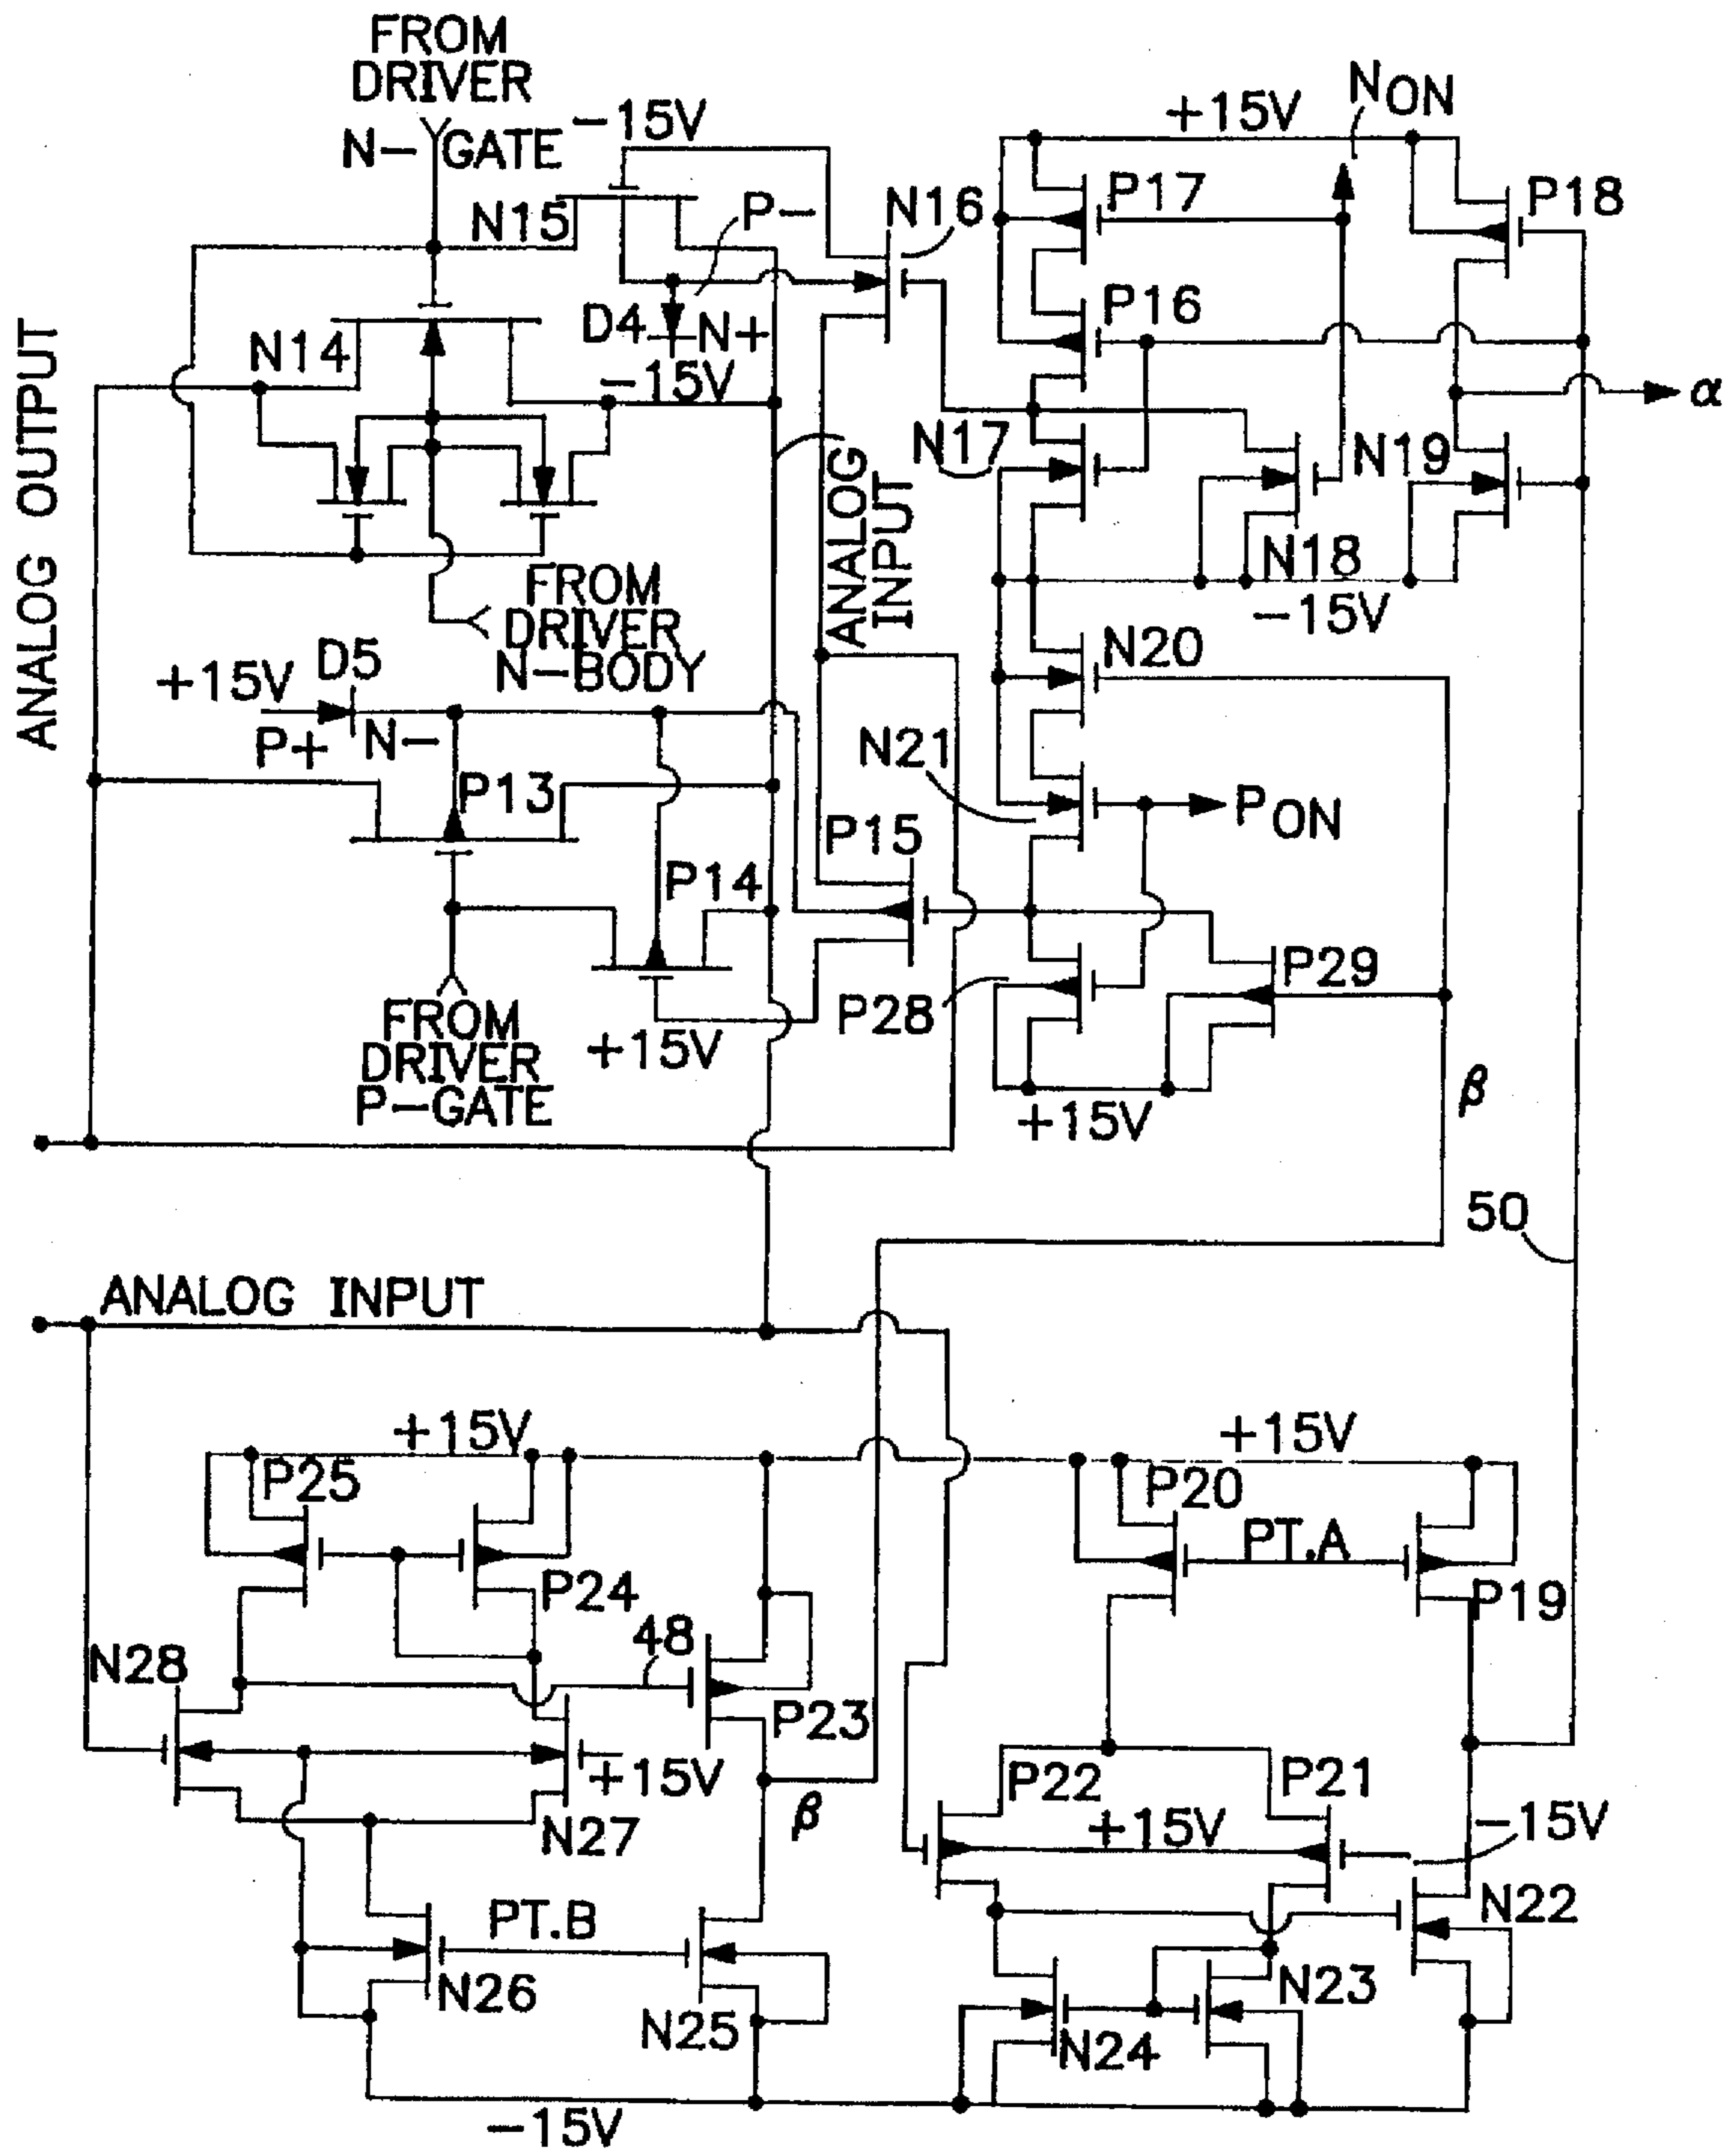 FROM
DRIVER
N-GATE
-15V
N15
P-
N16
+15V
N ON
P17
P18
D4
N+
-15V
N14
P16
α
ANALOG OUTPUT
N17
ANALOG
INPUT
N19
N18
-15V
FROM
DRIVER
N-BODY
+15V
D5
P+
N-
N20
N21
P13
P15
P ON
P14
P28
P29
FROM
DRIVER
P-GATE
+15V
+15V
β
50
ANALOG INPUT
+15V
+15V
P25
P20
PT.A
P24
P19
48
N28
P23
+15V
β
N27
P22
P21
+15V
-15V
PT.B
N22
N26
N25
N23
N24
-15V